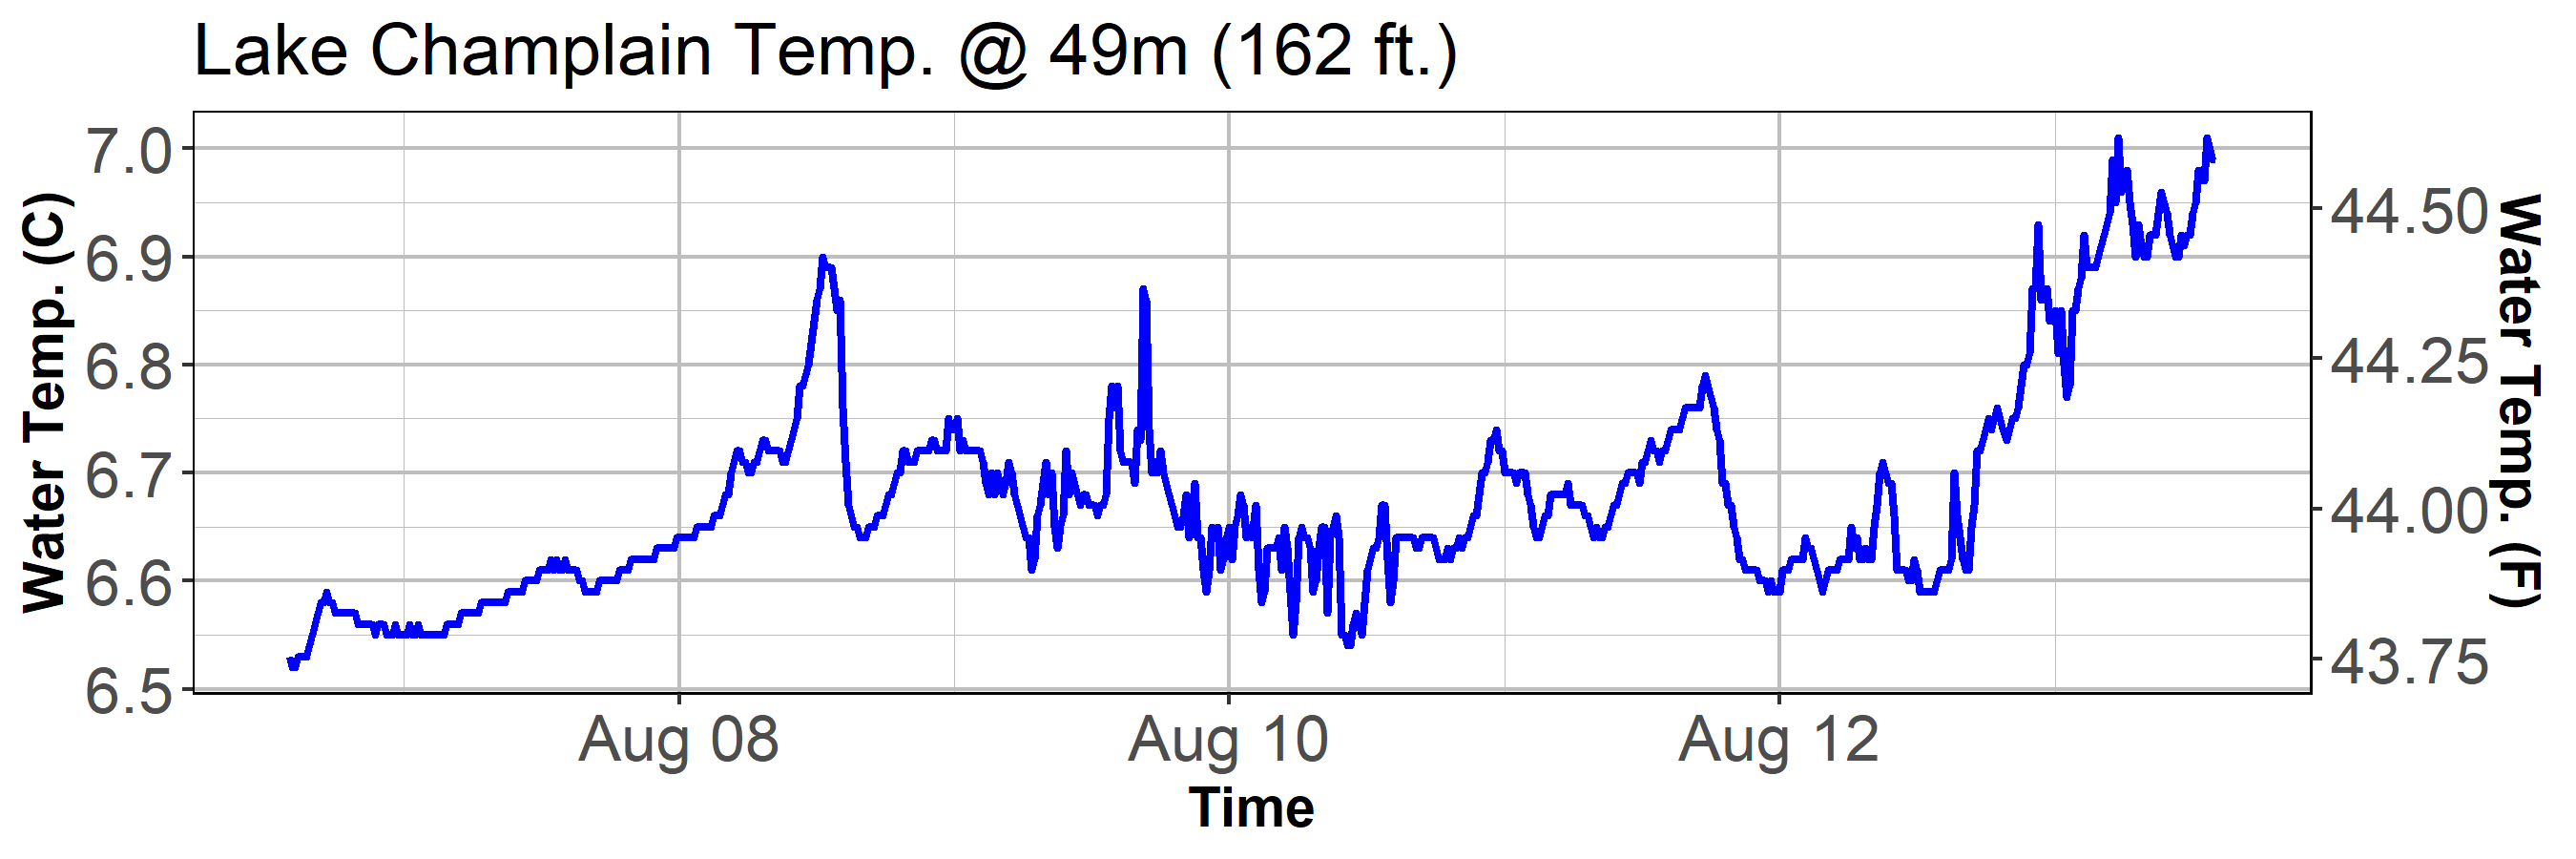 Lake Champlain Temp. @ 49m (162 ft.)
Water Temp. (C)
7.0
6.9
6.8
6.7
6.6
6.5
44.50
44.25
44.00
43.75
Water Temp. (F)
Aug 08
Aug 10
Aug 12
Time